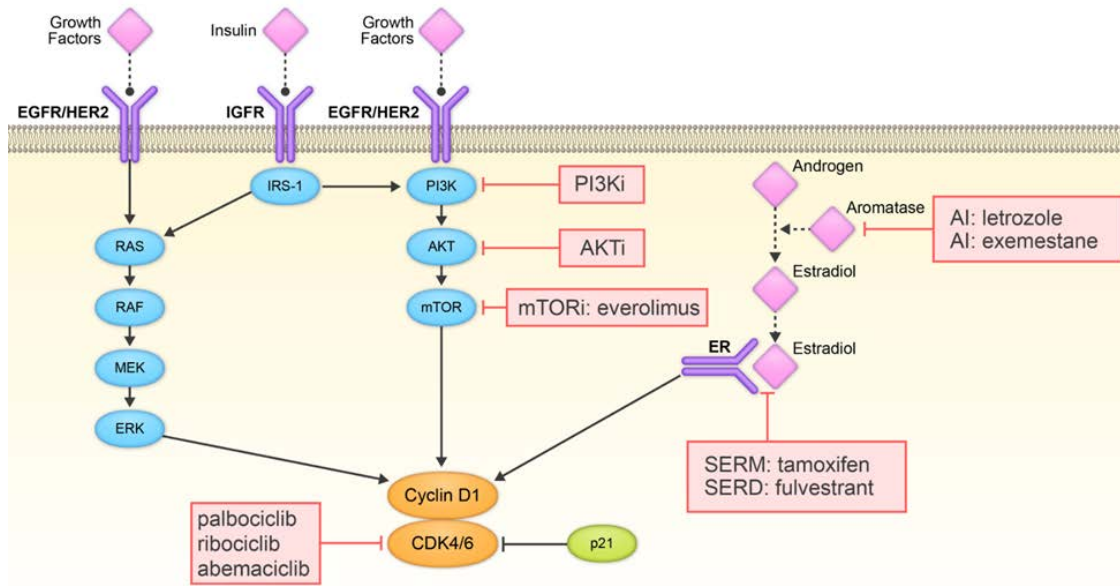 Growth
Factors
Insulin
Growth
Factors
EGFR/HER2
IGFR
EGFR/HER2
IRS-1
PI3K
PI3Ki
Androgen
Aromatase
AI: letrozole
AI: exemestane
RAS
AKT
AKTi
Estradiol
RAF
mTOR
mTORi: everolimus
ER
Estradiol
MEK
ERK
SERM: tamoxifen
SERD: fulvestrant
Cyclin D1
palbociclib
ribociclib
abemaciclib
CDK4/6
p21